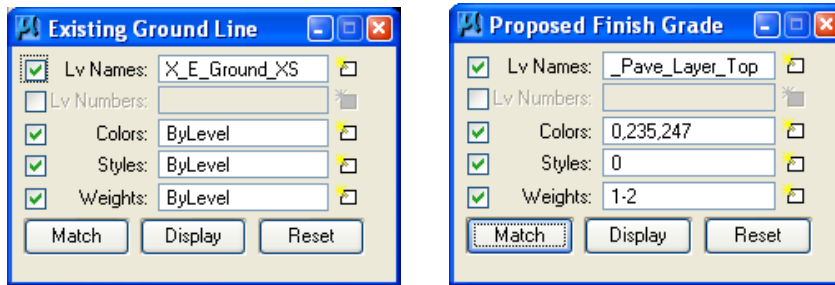 Existing Ground Line
Lv Names: X_E_Ground_XS
Lv Numbers:
Colors: ByLevel
Styles: ByLevel
Weights: ByLevel
Match Display Reset
Proposed Finish Grade
Lv Names: _Pave_Layer_Top
Lv Numbers:
Colors: 0,235,247
Styles: 0
Weights: 1-2
Match Display Reset